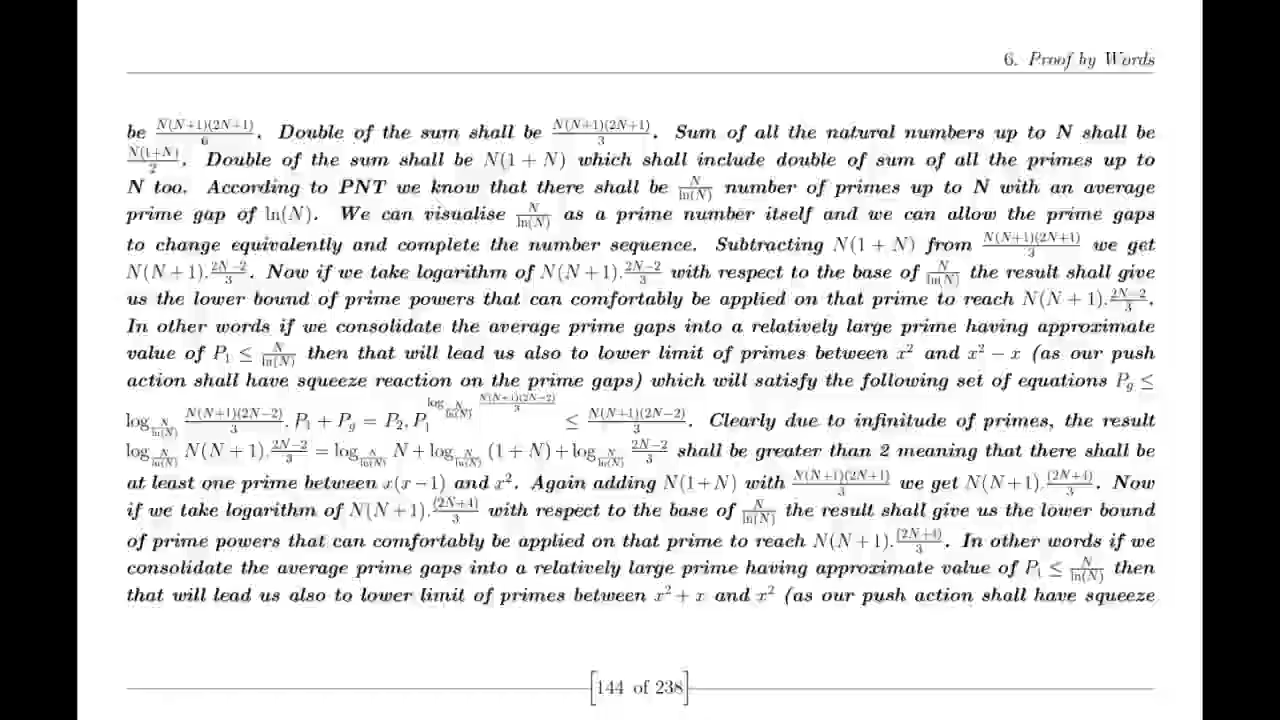 6. Proof by Words
be N(N+1)(2N+1)/6. Double of the sum shall be N(N+1)(2N+1)/3. Sum of all the natural numbers up to N shall be
N(1+N)/2. Double of the sum shall be N(1 + N) which shall include double of sum of all the primes up to
N too. According to PNT we know that there shall be N/ln(N) number of primes up to N with an average
prime gap of ln(N). We can visualise N/ln(N) as a prime number itself and we can allow the prime gaps
to change equivalently and complete the number sequence. Subtracting N(1 + N) from N(N+1)(2N+1)/3 we get
N(N + 1).2N−2/3. Now if we take logarithm of N(N + 1).2N−2/3 with respect to the base of N/ln(N) the result shall give
us the lower bound of prime powers that can comfortably be applied on that prime to reach N(N + 1).2N−2/3.
In other words if we consolidate the average prime gaps into a relatively large prime having approximate
value of P₁ ≤ N/ln(N) then that will lead us also to lower limit of primes between x² and x² − x (as our push
action shall have squeeze reaction on the prime gaps) which will satisfy the following set of equations Pg ≤
log_{N/ln(N)} N(N+1)(2N−2)/3. P₁ + Pg = P₂, P₁^{log_{N/ln(N)} N(N+1)(2N−2)/3} ≤ N(N+1)(2N−2)/3. Clearly due to infinitude of primes, the result
log_{N/ln(N)} N(N + 1).2N−2/3 = log_{N/ln(N)} N + log_{N/ln(N)} (1 + N) + log_{N/ln(N)} 2N−2/3 shall be greater than 2 meaning that there shall be
at least one prime between x(x − 1) and x². Again adding N(1+N) with N(N+1)(2N+1)/3 we get N(N+1).(2N+4)/3. Now
if we take logarithm of N(N + 1).(2N+4)/3 with respect to the base of N/ln(N) the result shall give us the lower bound
of prime powers that can comfortably be applied on that prime to reach N(N + 1).(2N+4)/3. In other words if we
consolidate the average prime gaps into a relatively large prime having approximate value of P₁ ≤ N/ln(N) then
that will lead us also to lower limit of primes between x² + x and x² (as our push action shall have squeeze
144 of 238